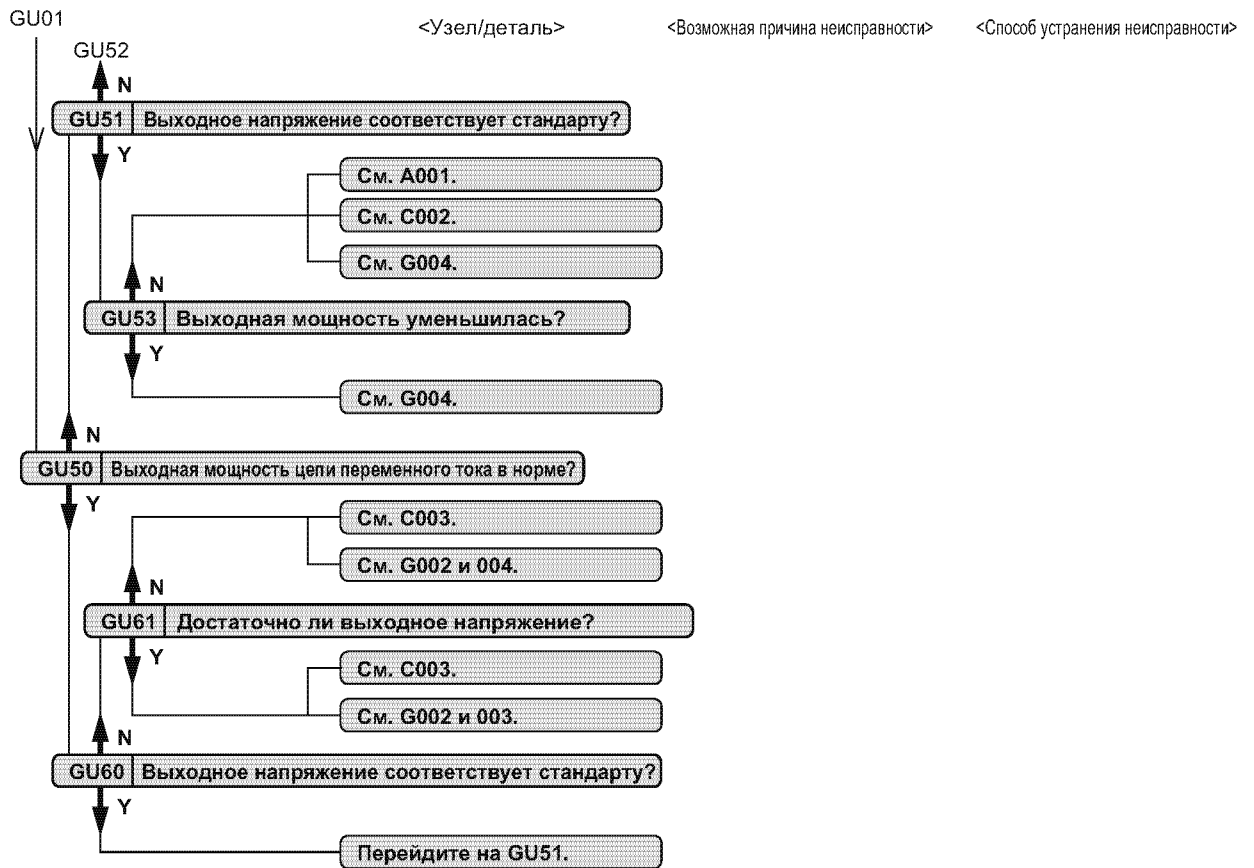 GU01
<Узел/деталь> <Возможная причина неисправности> <Способ устранения неисправности>
GU52
N
GU51 Выходное напряжение соответствует стандарту?
Y
См. A001.
См. C002.
См. G004.
N
GU53 Выходная мощность уменьшилась?
Y
См. G004.
N
GU50 Выходная мощность цепи переменного тока в норме?
Y
См. C003.
См. G002 и 004.
N
GU61 Достаточно ли выходное напряжение?
Y
См. C003.
См. G002 и 003.
N
GU60 Выходное напряжение соответствует стандарту?
Y
Перейдите на GU51.